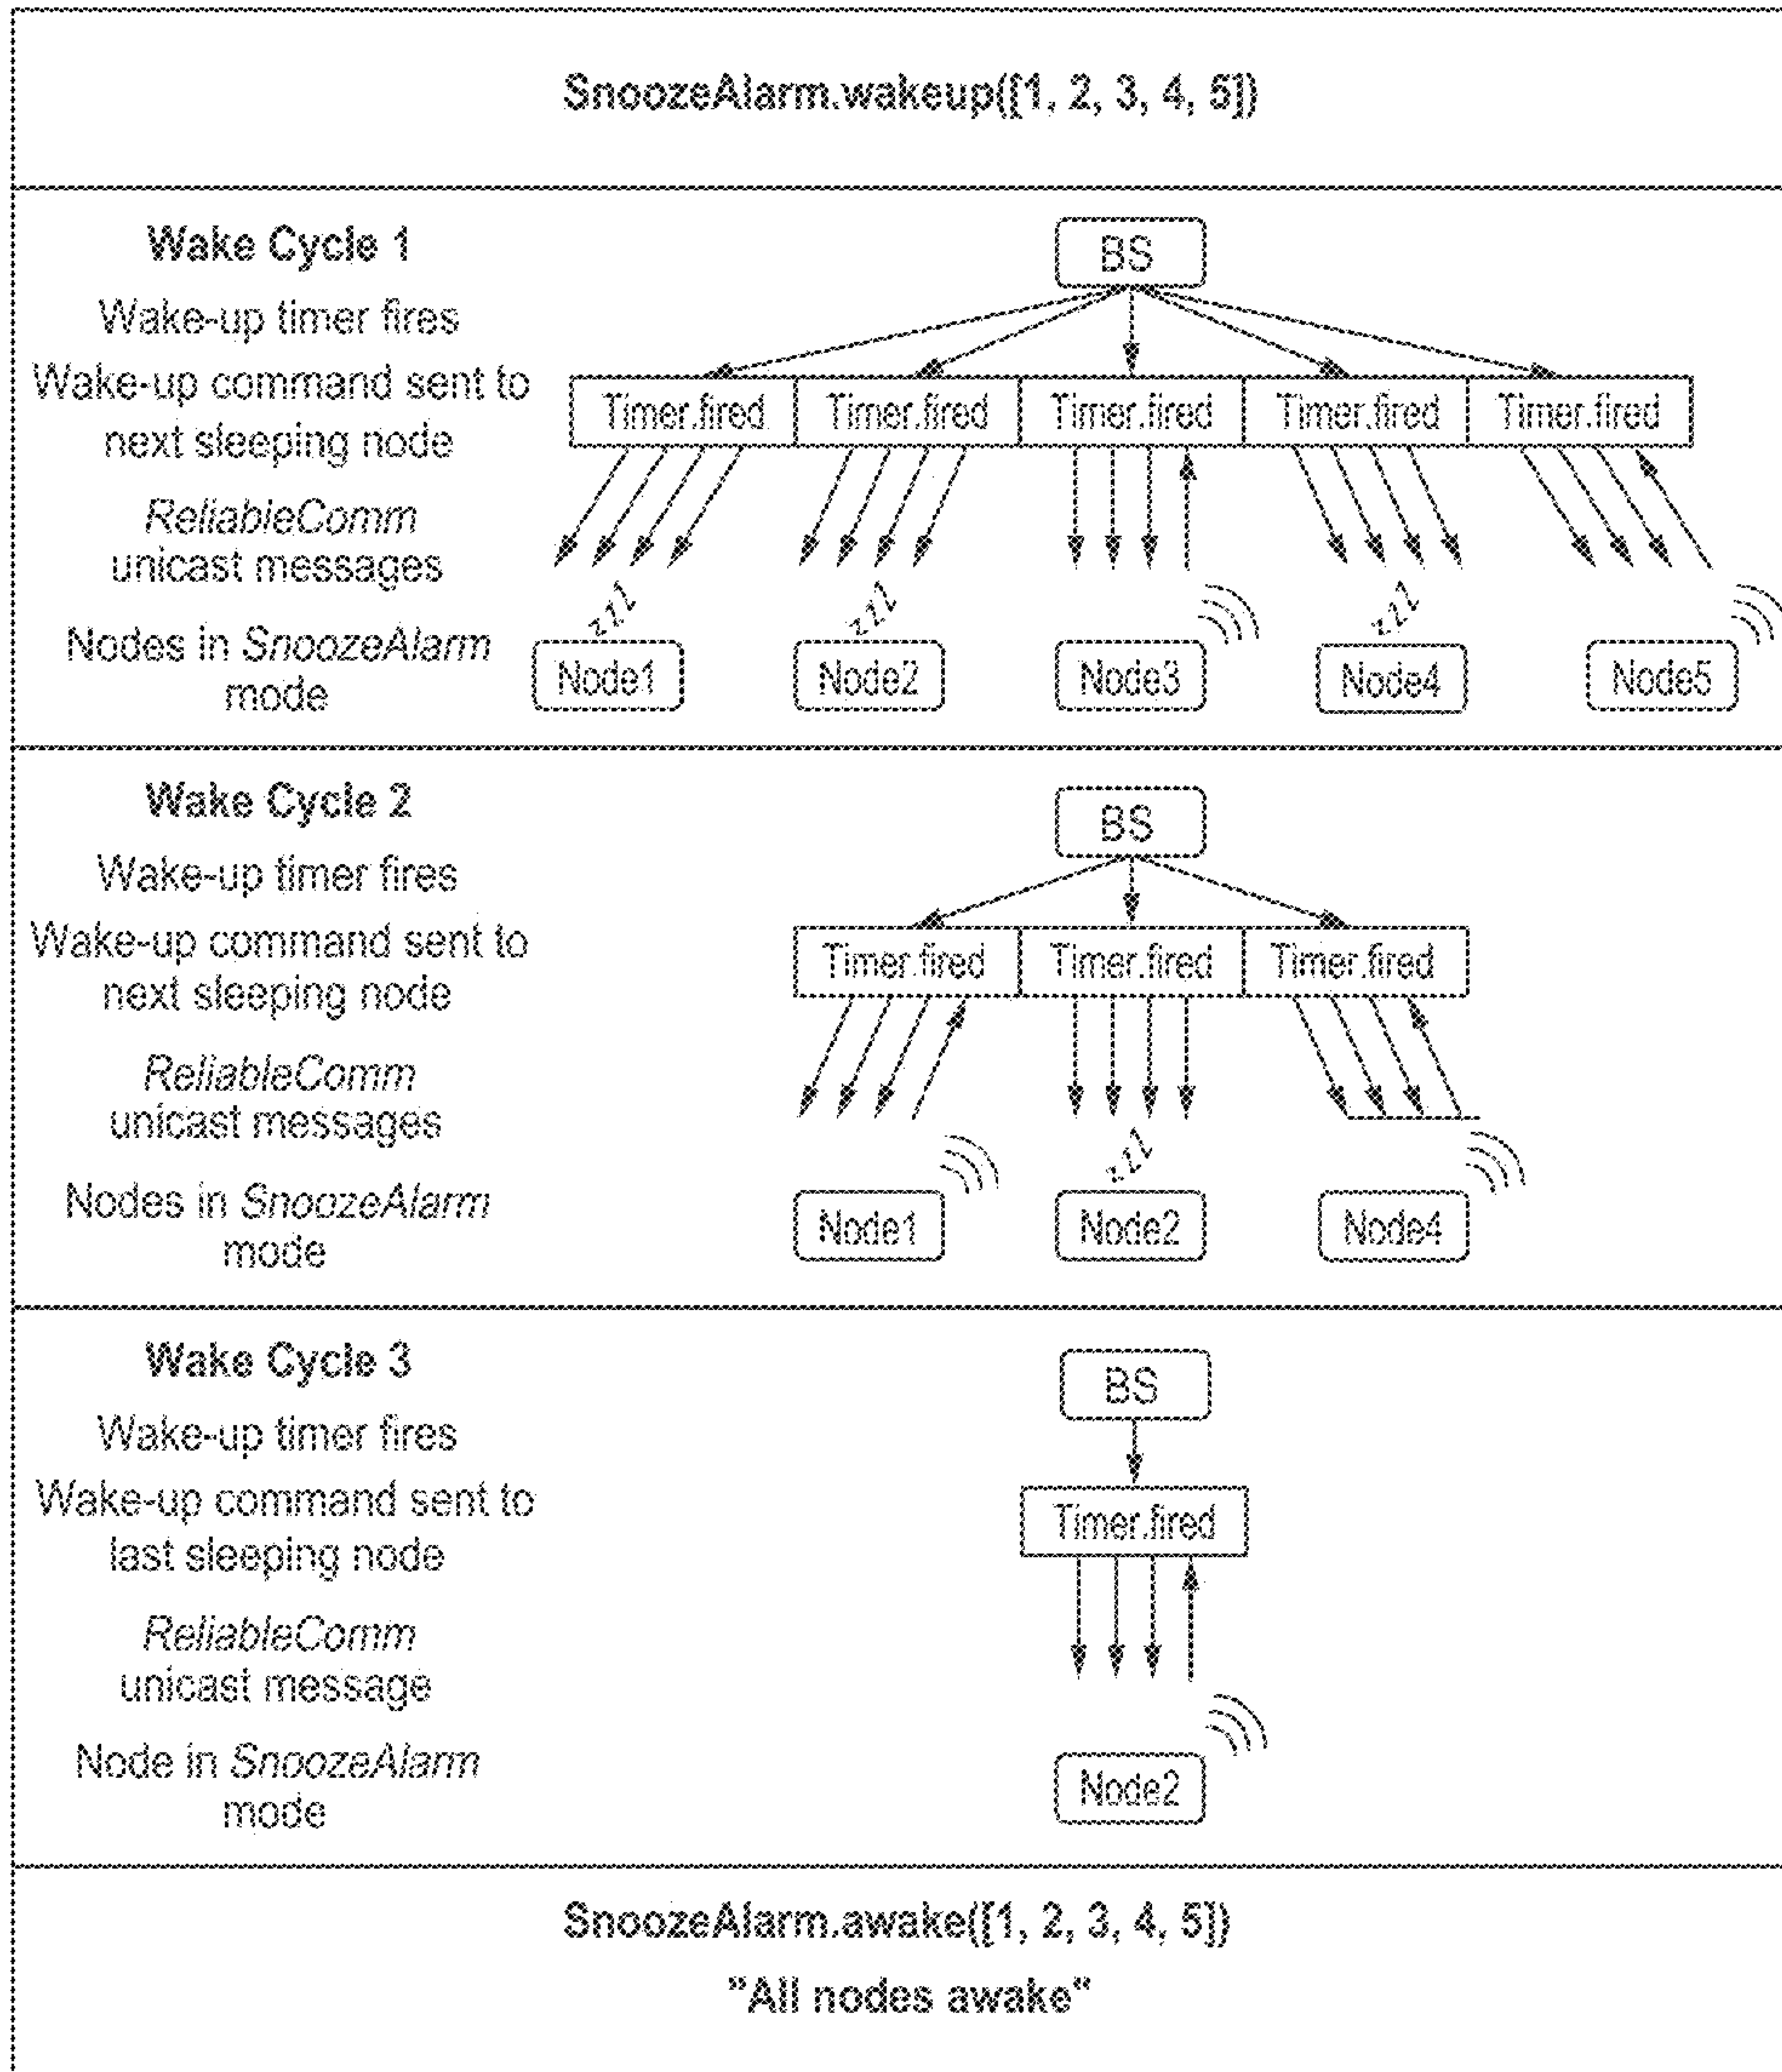 SnoozeAlarm.wakeup([1, 2, 3, 4, 5])
Wake Cycle 1
Wake-up timer fires
Wake-up command sent to
next sleeping node
ReliableComm
unicast messages
Nodes in SnoozeAlarm
mode
BS
Timer.fired Timer.fired Timer.fired Timer.fired Timer.fired
zzz zzz zzz
Node1 Node2 Node3 Node4 Node5
Wake Cycle 2
Wake-up timer fires
Wake-up command sent to
next sleeping node
ReliableComm
unicast messages
Nodes in SnoozeAlarm
mode
BS
Timer.fired Timer.fired Timer.fired
zzz
Node1 Node2 Node4
Wake Cycle 3
Wake-up timer fires
Wake-up command sent to
last sleeping node
ReliableComm
unicast message
Node in SnoozeAlarm
mode
BS
Timer.fired
Node2
SnoozeAlarm.awake([1, 2, 3, 4, 5])
"All nodes awake"